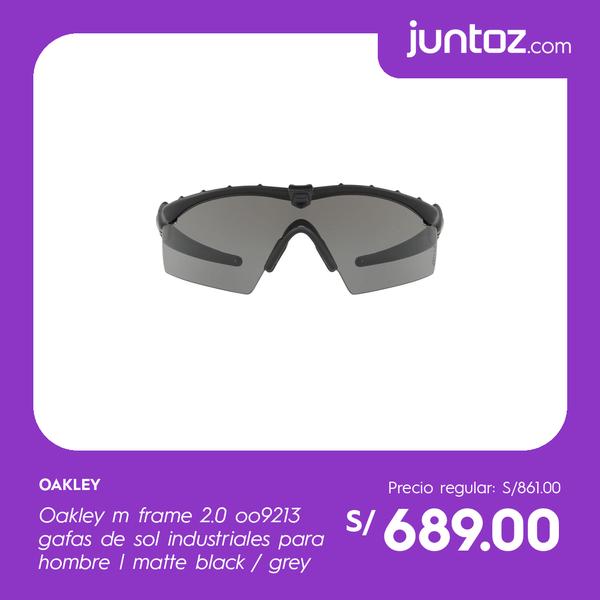 juntoz.com
OAKLEY
Oakley m frame 2.0 oo9213
gafas de sol industriales para
hombre | matte black / grey
Precio regular: S/861.00
S/ 689.00